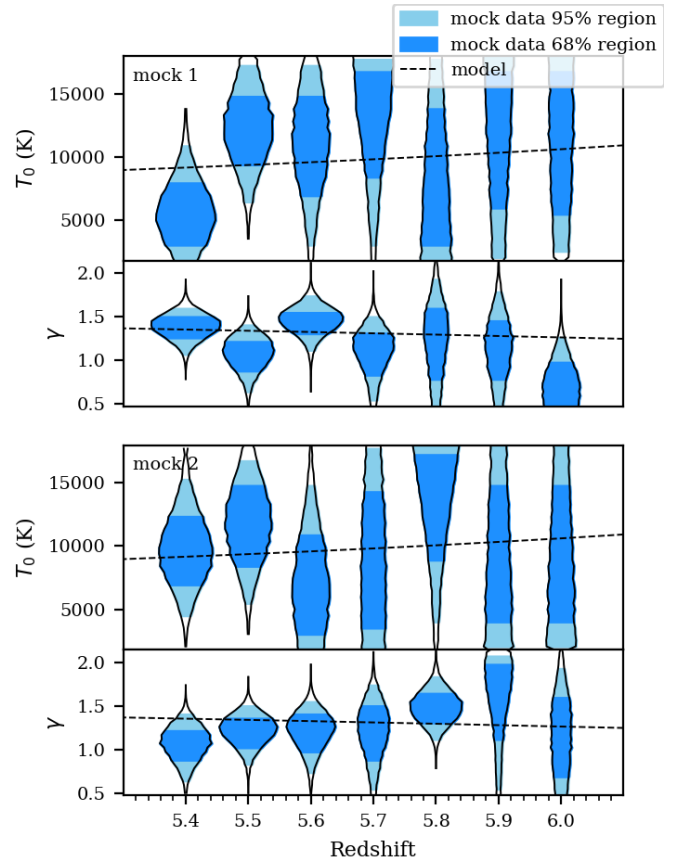 mock data 95% region
mock data 68% region
model
mock 1
15000
10000
5000
T₀ (K)
2.0
1.5
1.0
0.5
γ
mock 2
15000
10000
5000
T₀ (K)
2.0
1.5
1.0
0.5
γ
5.4 5.5 5.6 5.7 5.8 5.9 6.0
Redshift